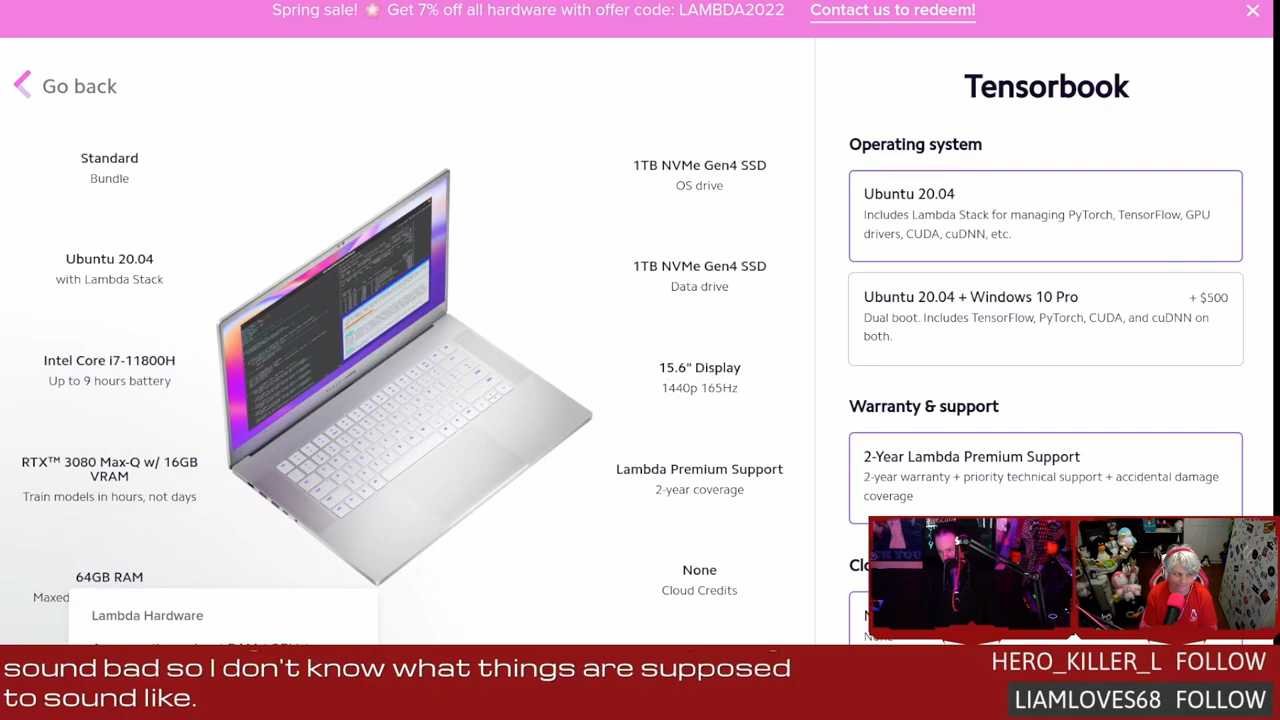 Spring sale! Get 7% off all hardware with offer code: LAMBDA2022 Contact us to redeem!
Go back
Standard
Bundle
Ubuntu 20.04
with Lambda Stack
Intel Core i7-11800H
Up to 9 hours battery
RTX™ 3080 Max-Q w/ 16GB
VRAM
Train models in hours, not days
64GB RAM
Maxed
Lambda Hardware
1TB NVMe Gen4 SSD
OS drive
1TB NVMe Gen4 SSD
Data drive
15.6" Display
1440p 165Hz
Lambda Premium Support
2-year coverage
None
Cloud Credits
Tensorbook
Operating system
Ubuntu 20.04
Includes Lambda Stack for managing PyTorch, TensorFlow, GPU
drivers, CUDA, cuDNN, etc.
Ubuntu 20.04 + Windows 10 Pro + $500
Dual boot. Includes TensorFlow, PyTorch, CUDA, and cuDNN on
both.
Warranty & support
2-Year Lambda Premium Support
2-year warranty + priority technical support + accidental damage
coverage
sound bad so I don't know what things are supposed
to sound like.
HERO_KILLER_L FOLLOW
LIAMLOVES68 FOLLOW